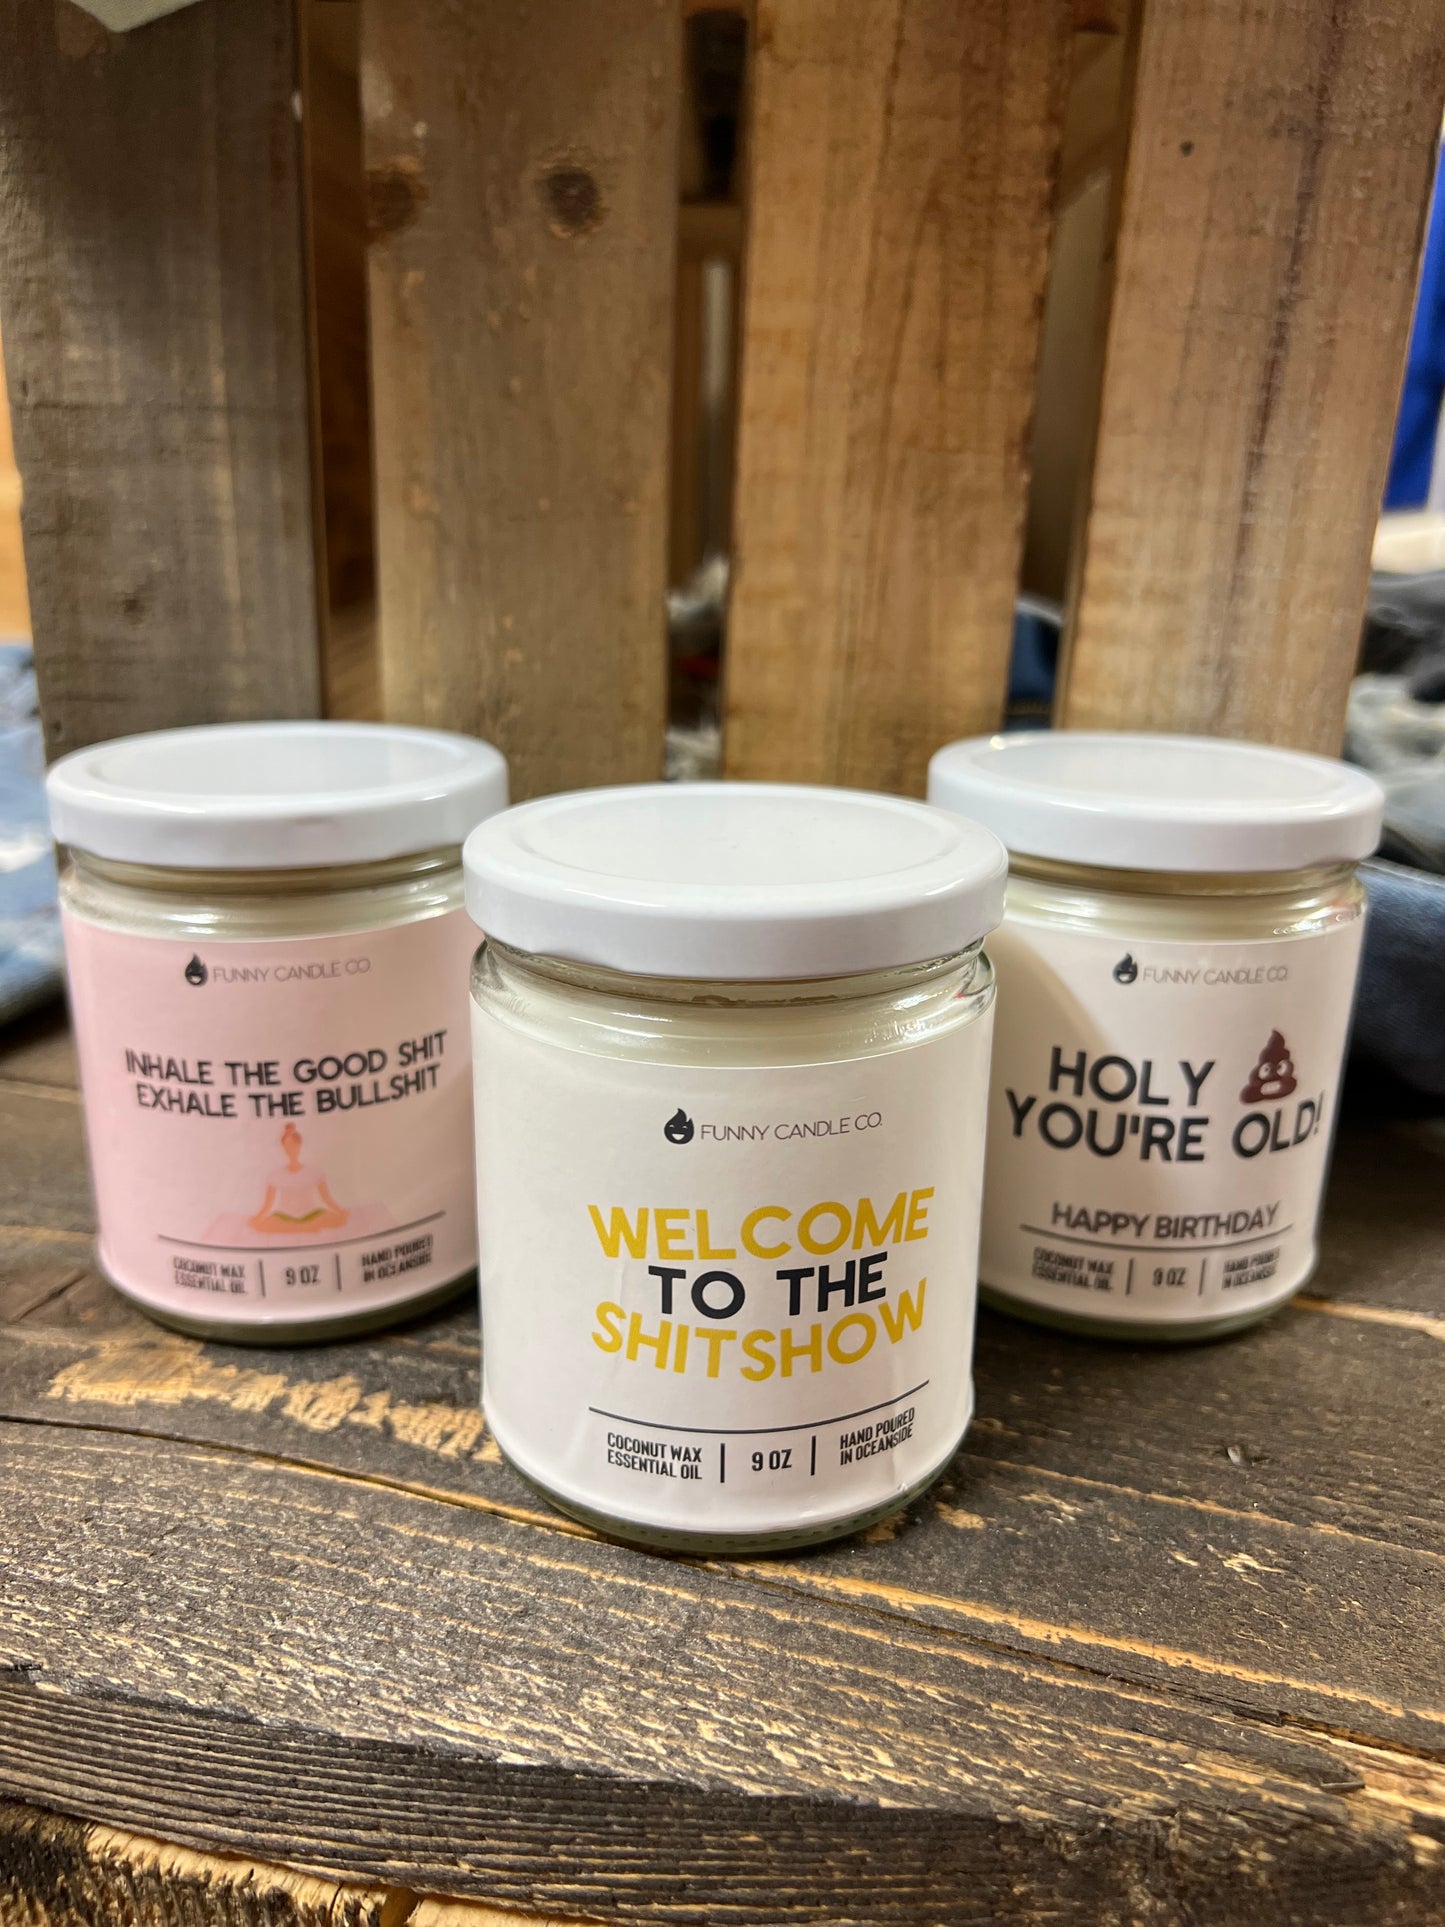 FUNNY CANDLE CO.
INHALE THE GOOD SHIT
EXHALE THE BULLSHIT
COCONUT WAX
ESSENTIAL OIL
9 OZ
HAND POURED
IN OCEANSIDE
FUNNY CANDLE CO.
WELCOME
TO THE
SHITSHOW
COCONUT WAX
ESSENTIAL OIL
9 OZ
HAND POURED
IN OCEANSIDE
FUNNY CANDLE CO.
HOLY 💩
YOU'RE OLD!
HAPPY BIRTHDAY
COCONUT WAX
ESSENTIAL OIL
9 OZ
HAND POURED
IN OCEANSIDE